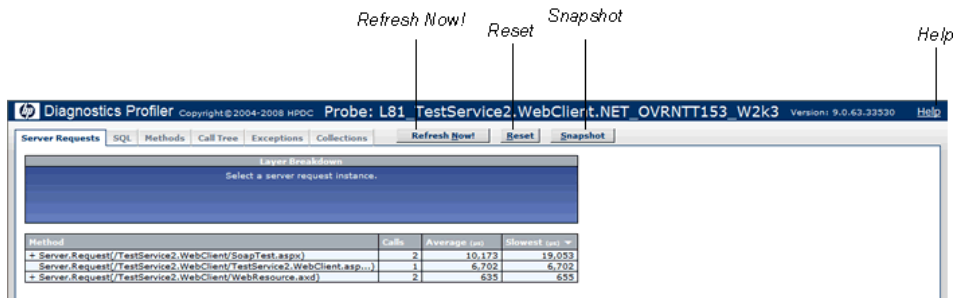 Refresh Now!
Reset
Snapshot
Help
hp Diagnostics Profiler Copyright©2004-2008 HPDC Probe: L81_TestService2.WebClient.NET_OVRNTT153_W2k3 Version: 9.0.63.33530 Help
Server Requests SQL Methods Call Tree Exceptions Collections Refresh Now! Reset Snapshot
Layer Breakdown
Select a server request instance.
Method Calls Average (µs) Slowest (µs)
+ Server.Request(/TestService2.WebClient/SoapTest.aspx) 2 10,173 19,053
Server.Request(/TestService2.WebClient/TestService2.WebClient.asp...) 1 6,702 6,702
+ Server.Request(/TestService2.WebClient/WebResource.axd) 2 635 655